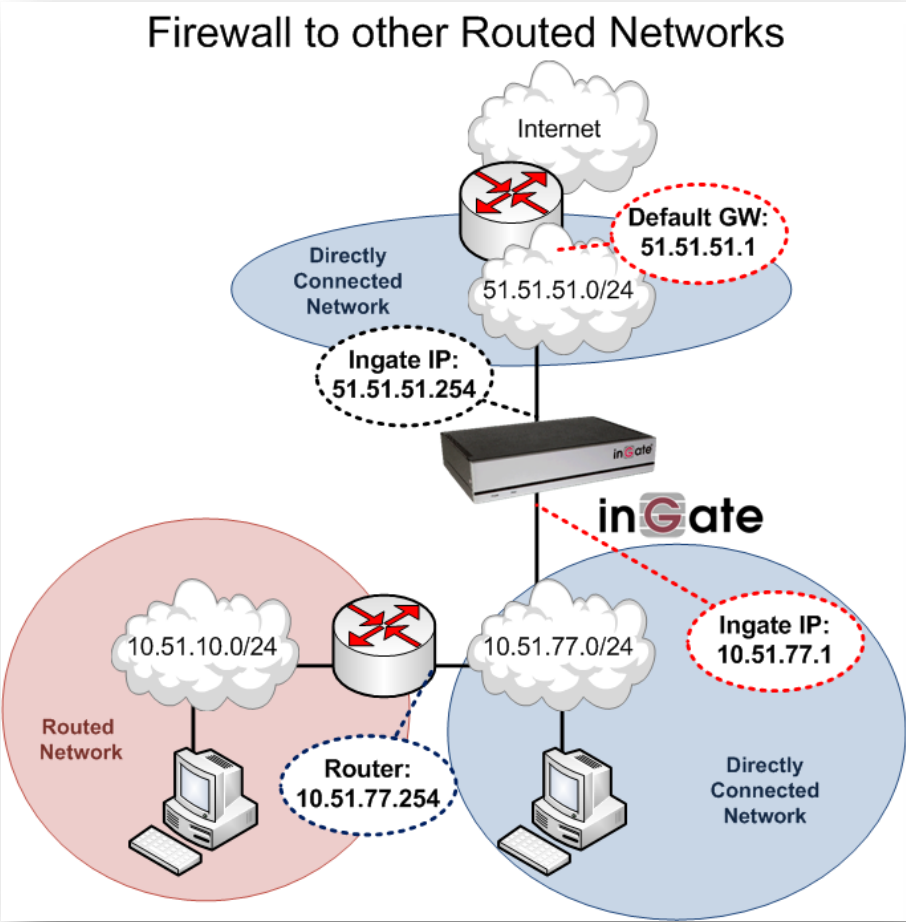 Firewall to other Routed Networks
Internet
Default GW:
51.51.51.1
Directly
Connected
Network
51.51.51.0/24
Ingate IP:
51.51.51.254
inGate
inGate
10.51.10.0/24
10.51.77.0/24
Ingate IP:
10.51.77.1
Routed
Network
Router:
10.51.77.254
Directly
Connected
Network